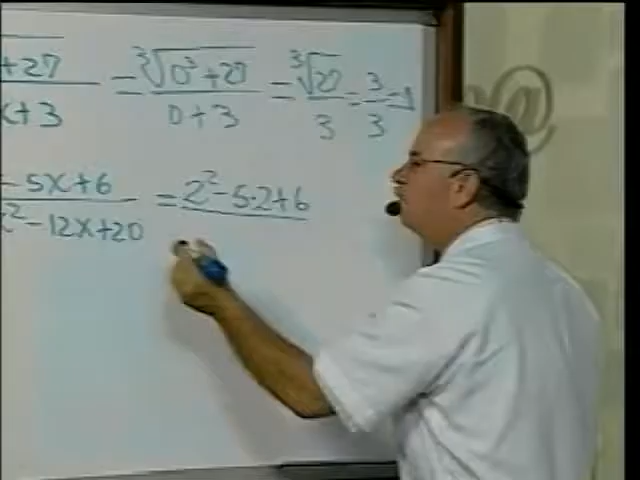 +27 / x+3 = ∛(0³+27) / 0+3 = ∛27 / 3 = 3/3 = 1
-5x+6 / x²-12x+20 = 2²-5·2+6
@